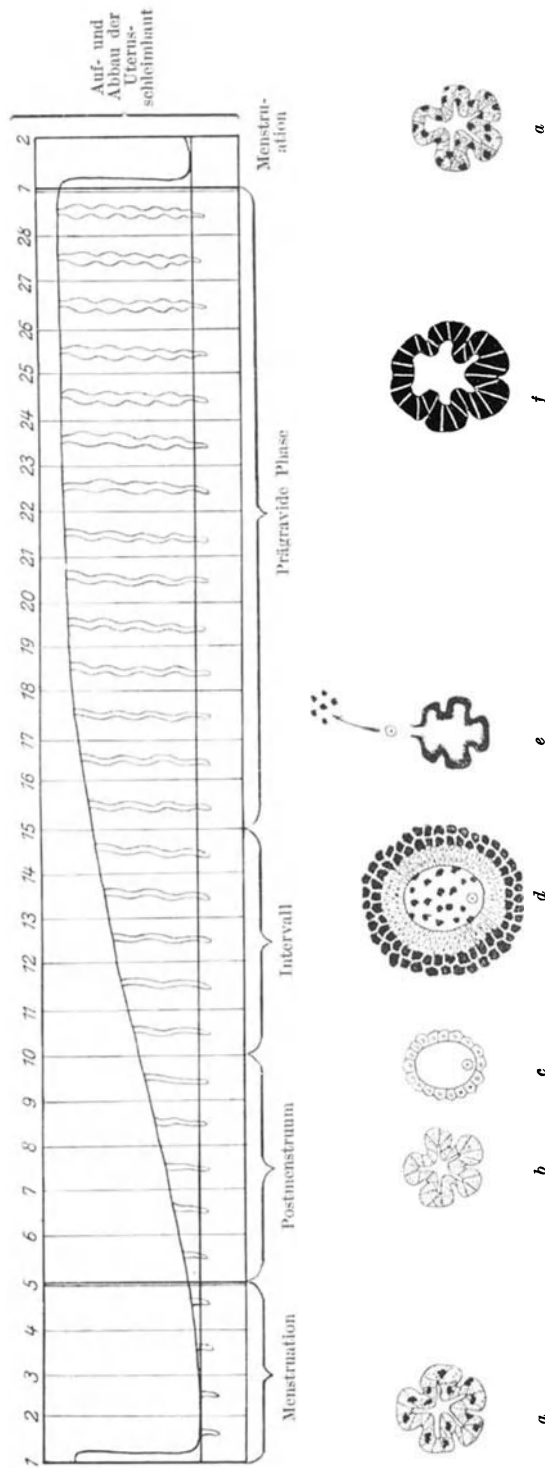 1 2 3 4 5 6 7 8 9 10 11 12 13 14 15 16 17 18 19 20 21 22 23 24 25 26 27 28 1 2
Auf- und
Abbau der
Uterus-
schleimhaut
Menstruation
Postmenstruum
Intervall
Prägravide Phase
Menstru-
ation
a b c d e f a